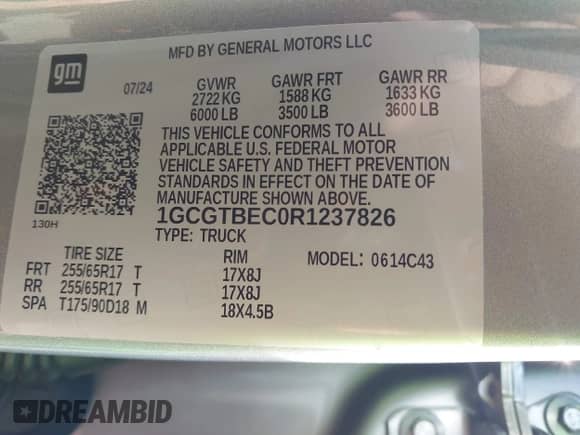 gm
MFD BY GENERAL MOTORS LLC
07/24 GVWR GAWR FRT GAWR RR
2722 KG 1588 KG 1633 KG
6000 LB 3500 LB 3600 LB
THIS VEHICLE CONFORMS TO ALL
APPLICABLE U.S. FEDERAL MOTOR
VEHICLE SAFETY AND THEFT PREVENTION
STANDARDS IN EFFECT ON THE DATE OF
MANUFACTURE SHOWN ABOVE.
130H
1GCGTBEC0R1237826
TYPE: TRUCK
TIRE SIZE RIM MODEL: 0614C43
FRT 255/65R17 T 17X8J
RR 255/65R17 T 17X8J
SPA T175/90D18 M 18X4.5B
DREAMBID